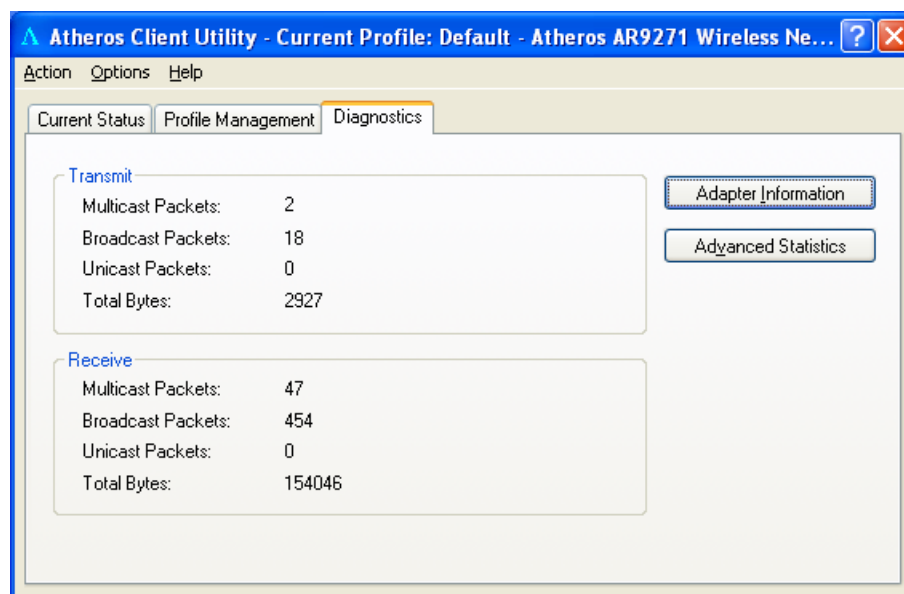 Atheros Client Utility - Current Profile: Default - Atheros AR9271 Wireless Ne...
Action Options Help
Current Status Profile Management Diagnostics
Transmit
Multicast Packets: 2
Broadcast Packets: 18
Unicast Packets: 0
Total Bytes: 2927
Adapter Information
Advanced Statistics
Receive
Multicast Packets: 47
Broadcast Packets: 454
Unicast Packets: 0
Total Bytes: 154046